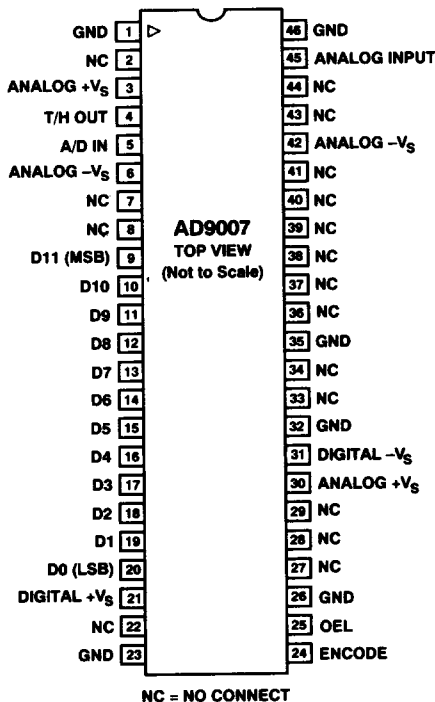 GND 1 46 GND
NC 2 45 ANALOG INPUT
ANALOG +VS 3 44 NC
T/H OUT 4 43 NC
A/D IN 5 42 ANALOG –VS
ANALOG –VS 6 41 NC
NC 7 40 NC
NC 8 39 NC
AD9007
TOP VIEW
(Not to Scale)
D11 (MSB) 9 38 NC
D10 10 37 NC
D9 11 36 NC
D8 12 35 GND
D7 13 34 NC
D6 14 33 NC
D5 15 32 GND
D4 16 31 DIGITAL –VS
D3 17 30 ANALOG +VS
D2 18 29 NC
D1 19 28 NC
D0 (LSB) 20 27 NC
DIGITAL +VS 21 26 GND
NC 22 25 OEL
GND 23 24 ENCODE
NC = NO CONNECT